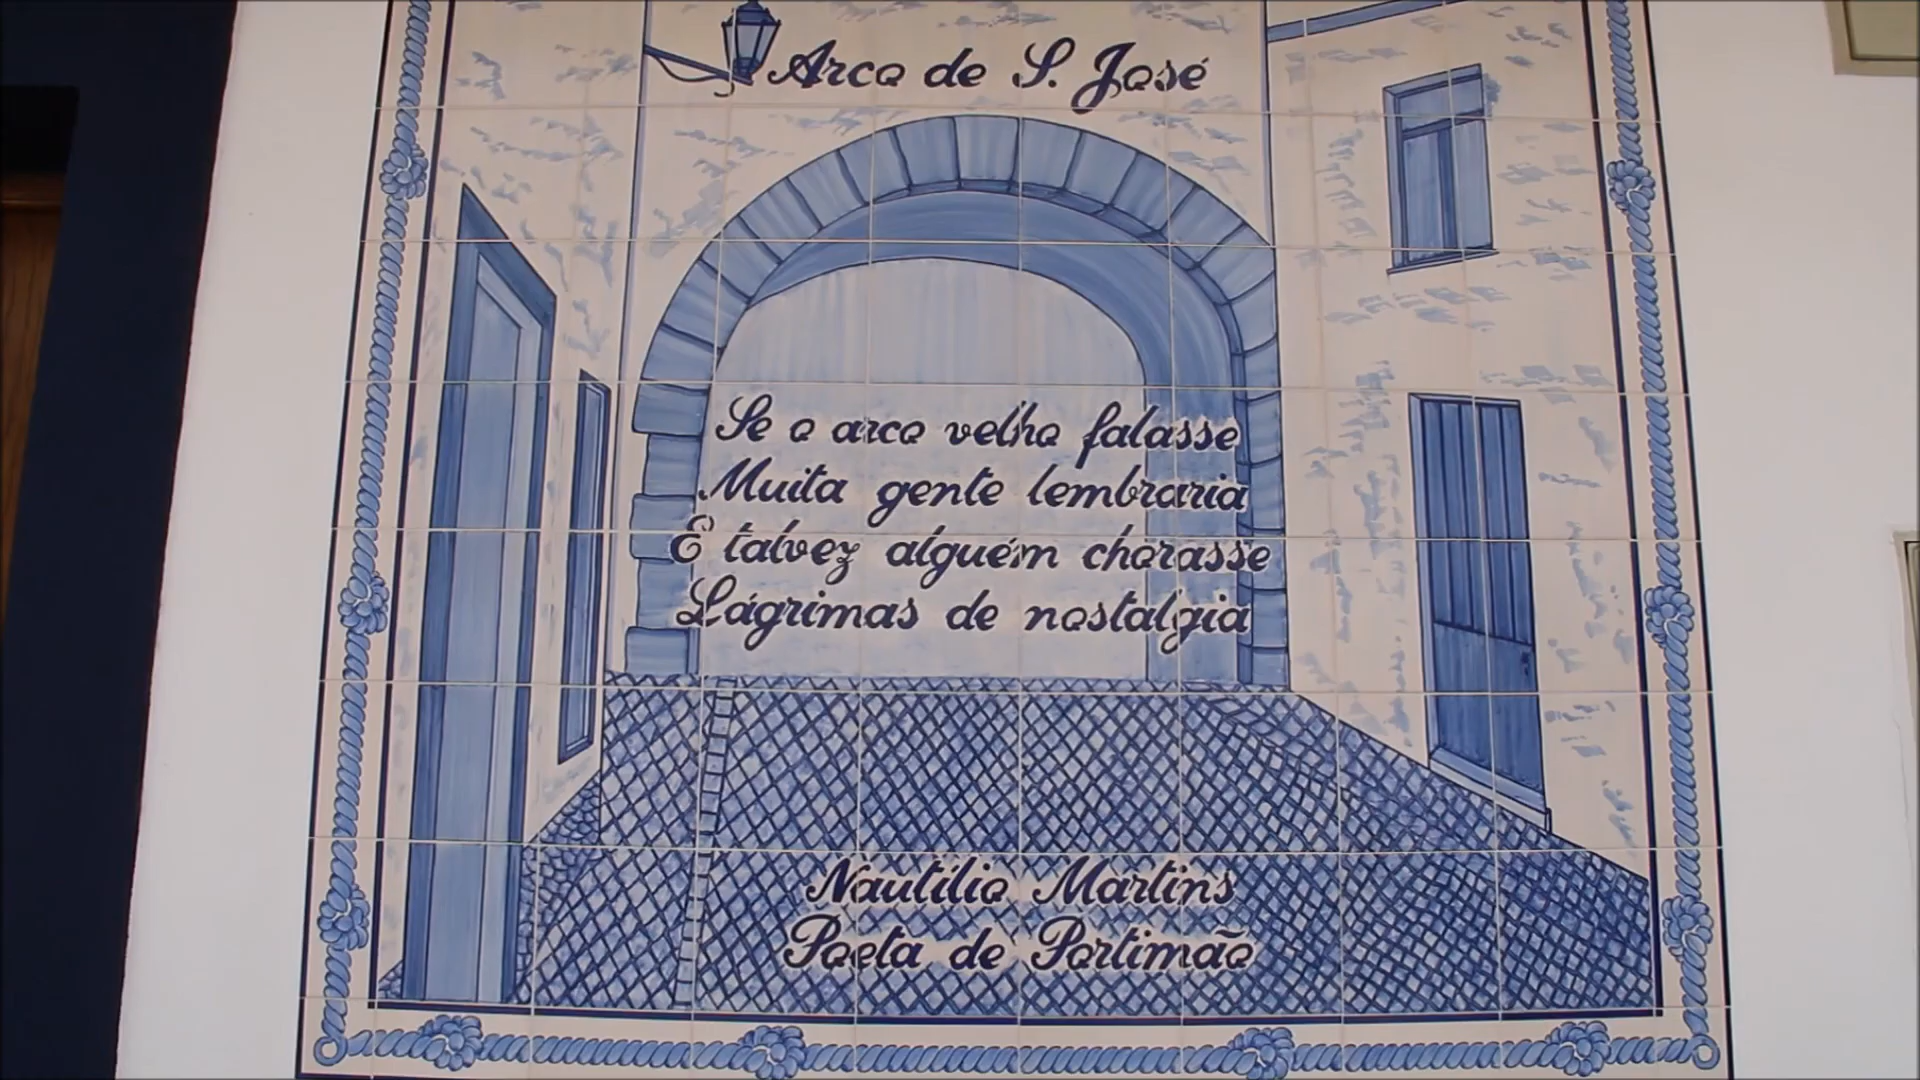 Arco de S. José
Se o arco velho falasse
Muita gente lembraria
E talvez alguém chorasse
Lágrimas de nostalgia
Nautílio Martins
Poeta de Portimão